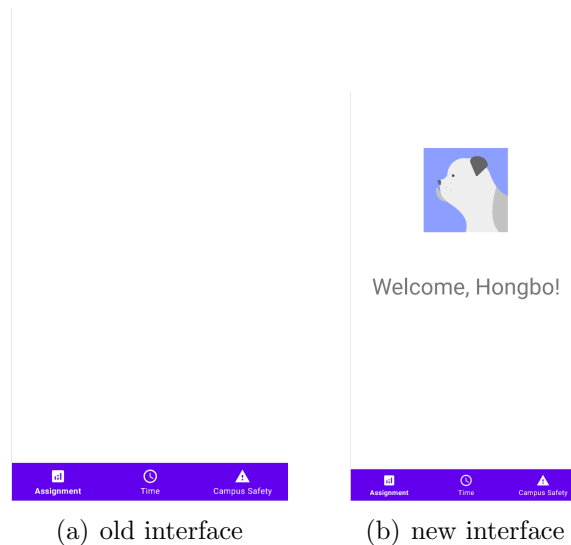 Welcome, Hongbo!
Assignment Time Campus Safety
Assignment Time Campus Safety
(a) old interface
(b) new interface